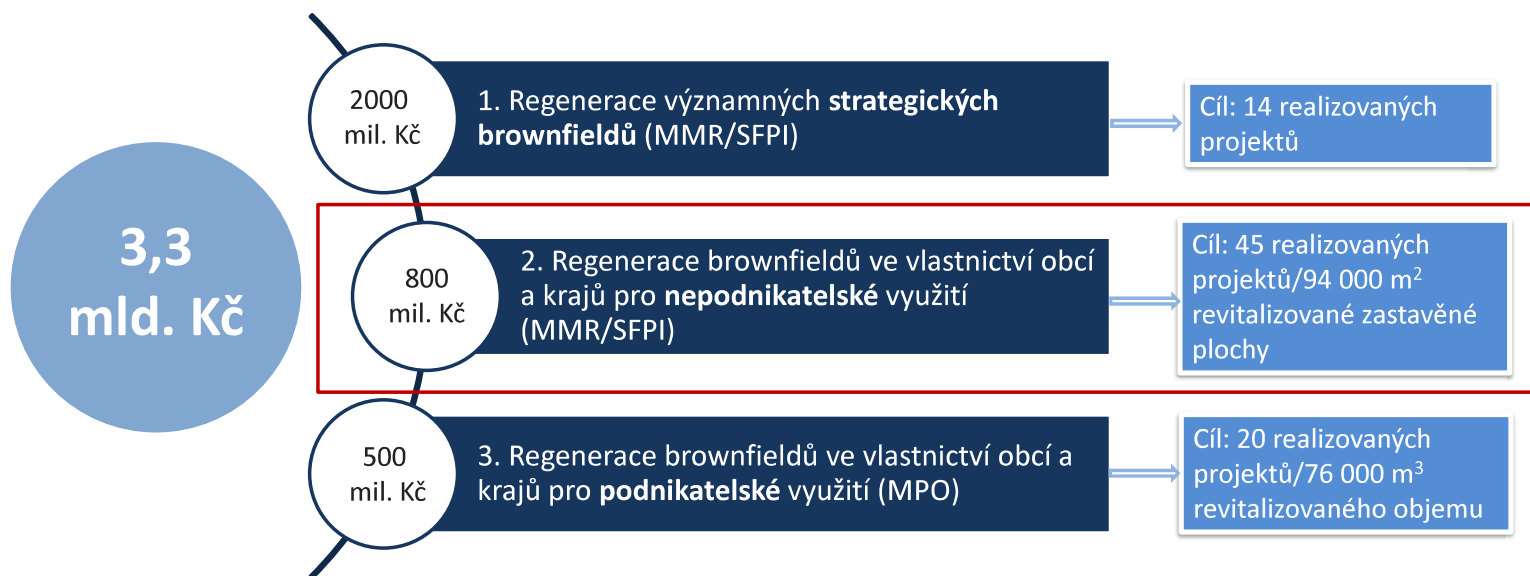 3,3
mld. Kč
2000
mil. Kč
1. Regenerace významných strategických
brownfieldů (MMR/SFPI)
Cíl: 14 realizovaných
projektů
800
mil. Kč
2. Regenerace brownfieldů ve vlastnictví obcí
a krajů pro nepodnikatelské využití
(MMR/SFPI)
Cíl: 45 realizovaných
projektů/94 000 m²
revitalizované zastavěné
plochy
500
mil. Kč
3. Regenerace brownfieldů ve vlastnictví obcí a
krajů pro podnikatelské využití (MPO)
Cíl: 20 realizovaných
projektů/76 000 m³
revitalizovaného objemu